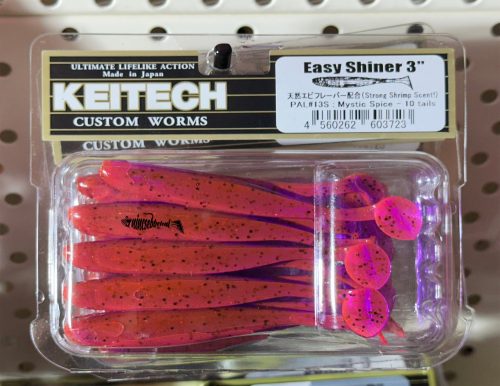 ULTIMATE LIFELIKE ACTION
Made in Japan
KEITECH
CUSTOM WORMS
Easy Shiner 3"
天然エビフレーバー配合(Strong Shrimp Scent!)
PAL#13S : Mystic Spice - 10 tails
4 560262 603723